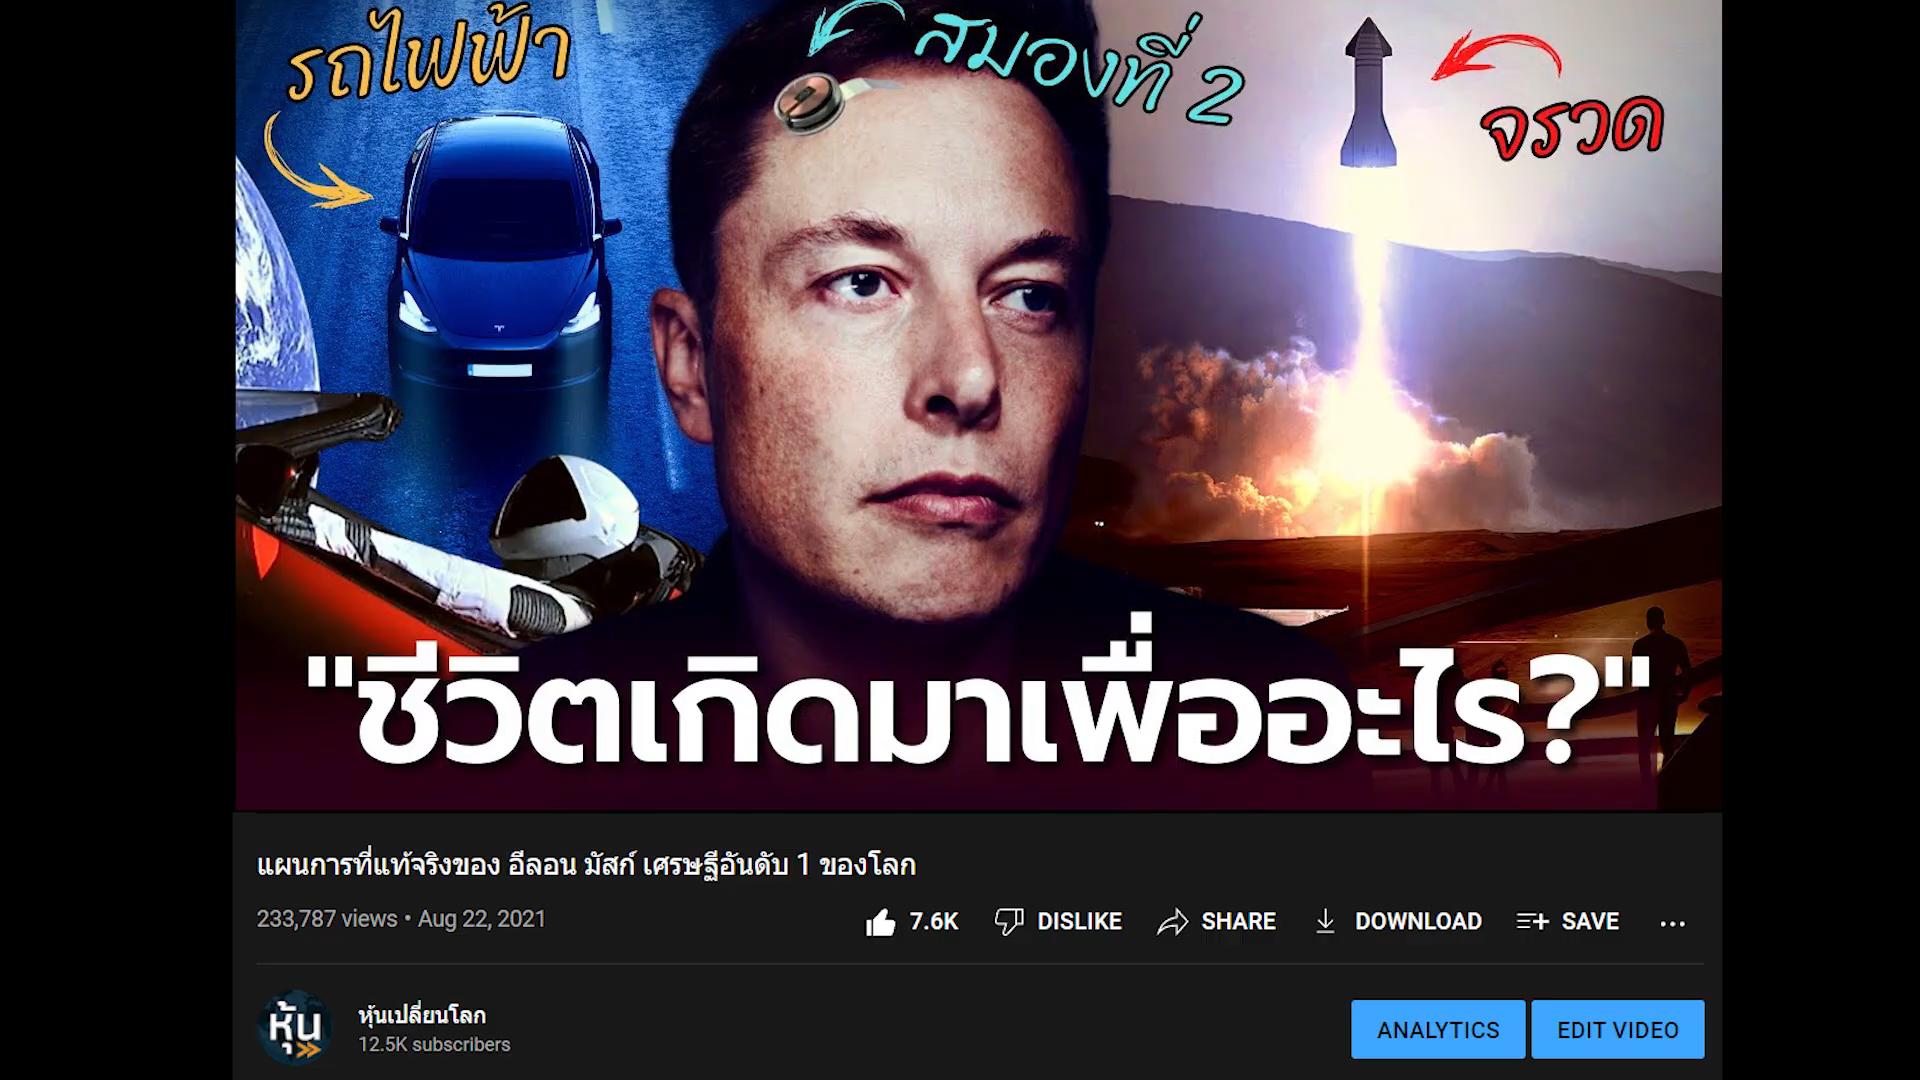 รถไฟฟ้า
สมองที่ 2
จรวด
"ชีวิตเกิดมาเพื่ออะไร?"
แผนการที่แท้จริงของ อีลอน มัสก์ เศรษฐีอันดับ 1 ของโลก
233,787 views • Aug 22, 2021
7.6K
DISLIKE
SHARE
DOWNLOAD
SAVE
หุ้น
หุ้นเปลี่ยนโลก
12.5K subscribers
ANALYTICS
EDIT VIDEO